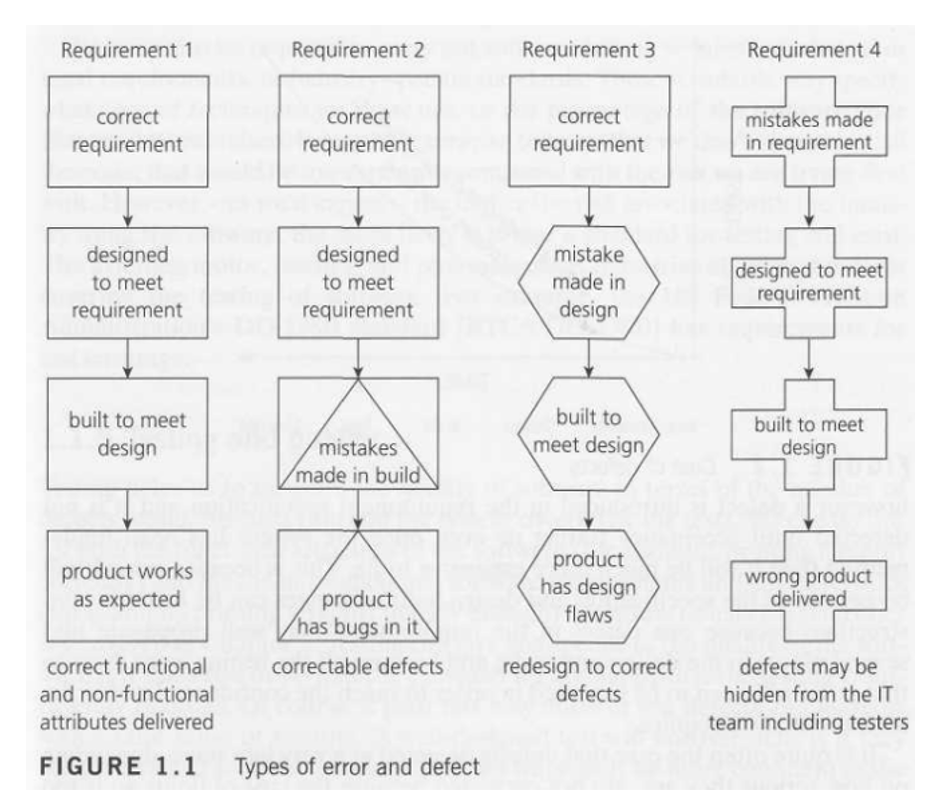 Requirement 1
Requirement 2
Requirement 3
Requirement 4
correct
requirement
correct
requirement
correct
requirement
mistakes made
in requirement
designed
to meet
requirement
designed
to meet
requirement
mistake
made in
design
designed to meet
requirement
built to meet
design
mistakes
made in build
built to
meet design
built to meet
design
product works
as expected
product
has bugs in it
product
has design
flaws
wrong product
delivered
correct functional
and non-functional
attributes delivered
correctable defects
redesign to correct
defects
defects may be
hidden from the IT
team including testers
FIGURE 1.1 Types of error and defect